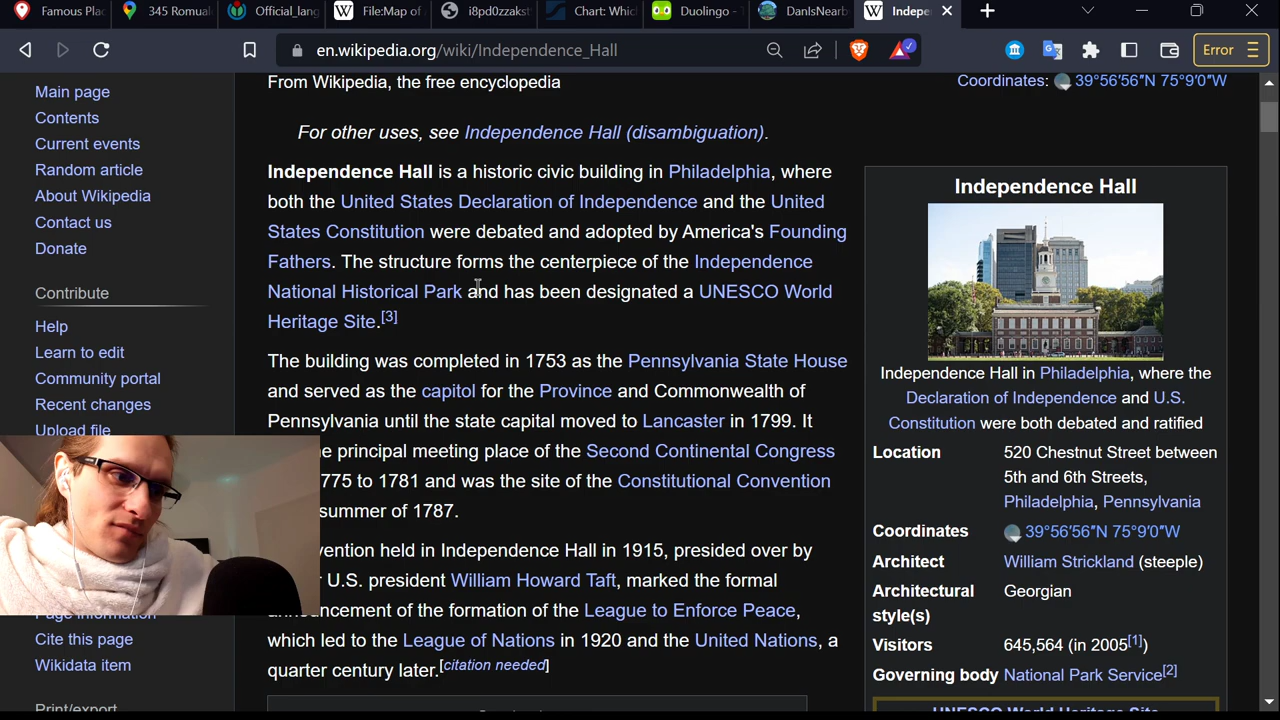 Famous Plac
345 Romual
Official_lang
File:Map of
i8pd0zzakst
Chart: Whic
Duolingo -
DanIsNearby
Indepe
en.wikipedia.org/wiki/Independence_Hall
Error
Main page
Contents
Current events
Random article
About Wikipedia
Contact us
Donate
Contribute
Help
Learn to edit
Community portal
Recent changes
Upload file
Page information
Cite this page
Wikidata item
Print/export
From Wikipedia, the free encyclopedia
Coordinates: 39°56′56″N 75°9′0″W
For other uses, see Independence Hall (disambiguation).
Independence Hall is a historic civic building in Philadelphia, where
both the United States Declaration of Independence and the United
States Constitution were debated and adopted by America's Founding
Fathers. The structure forms the centerpiece of the Independence
National Historical Park and has been designated a UNESCO World
Heritage Site.[3]
The building was completed in 1753 as the Pennsylvania State House
and served as the capitol for the Province and Commonwealth of
Pennsylvania until the state capital moved to Lancaster in 1799. It
principal meeting place of the Second Continental Congress
775 to 1781 and was the site of the Constitutional Convention
summer of 1787.
vention held in Independence Hall in 1915, presided over by
U.S. president William Howard Taft, marked the formal
announcement of the formation of the League to Enforce Peace,
which led to the League of Nations in 1920 and the United Nations, a
quarter century later.[citation needed]
Independence Hall
Independence Hall in Philadelphia, where the
Declaration of Independence and U.S.
Constitution were both debated and ratified
Location 520 Chestnut Street between
5th and 6th Streets,
Philadelphia, Pennsylvania
Coordinates 39°56′56″N 75°9′0″W
Architect William Strickland (steeple)
Architectural Georgian
style(s)
Visitors 645,564 (in 2005[1])
Governing body National Park Service[2]
UNESCO World Heritage Site